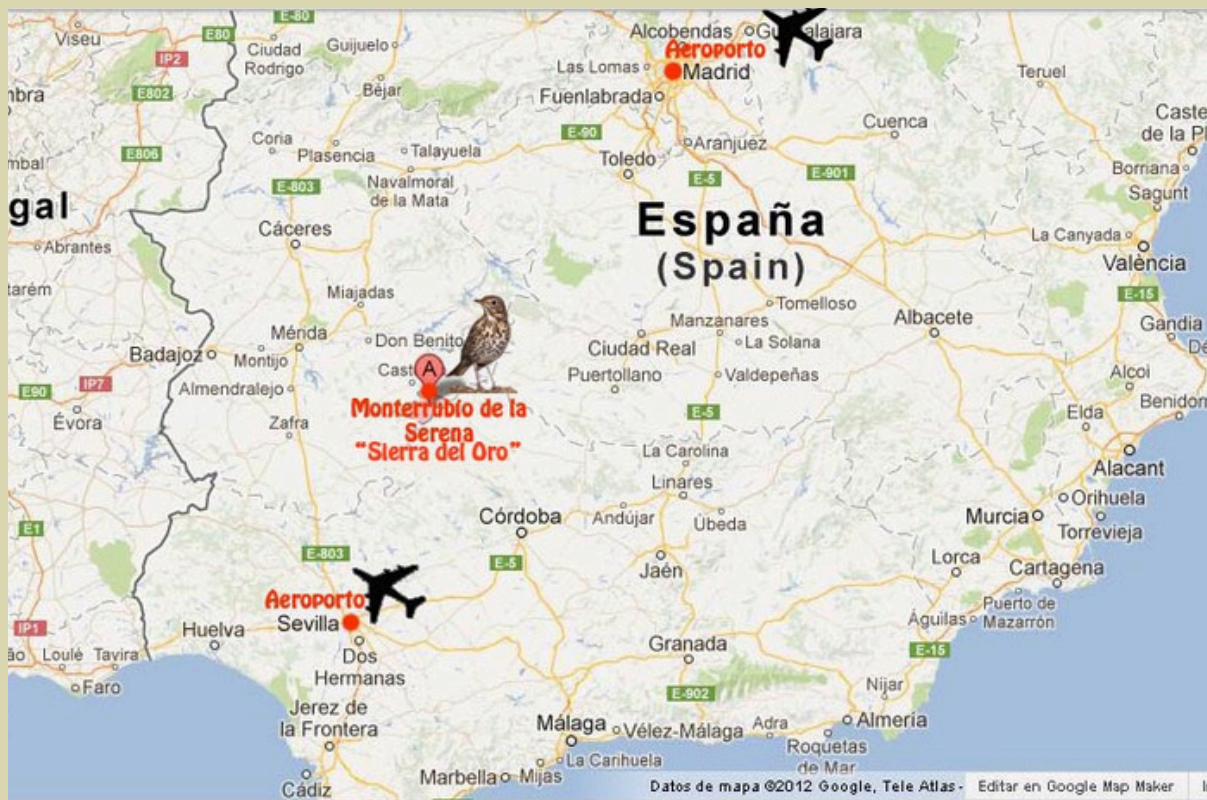 E-80
Viseu
E80
Ciudad
Rodrigo
Guijuelo
Alcobendas
Aeroporto
Las Lomas
Madrid
IP2
Teruel
E802
Béjar
Fuenlabrada
Caste
de la Pl
Cuenca
E-90
Coria
Plasencia
Talayuela
Aranjuez
E806
Toledo
Borriana
E-803
Navalmoral
de la Mata
E-5
E-901
Sagunt
gal
España
(Spain)
Cáceres
La Canyada
Abrantes
València
Miajadas
Tomelloso
E-15
Mérida
Manzanares
Albacete
Gandia
Badajoz
Montijo
Don Benito
Ciudad Real
La Solana
A
Puertollano
Valdepeñas
Alcoi
E90
IP7
Almendralejo
Benidorm
Évora
Zafra
Monterrubio de la
Serena
"Sierra del Oro"
E-5
Elda
La Carolina
Alacant
Linares
Orihuela
Córdoba
Andújar
Úbeda
Murcia
Torrevieja
E1
E-803
E-5
Jaén
Lorca
Cartagena
Aeroporto
Sevilla
Puerto de
Mazarrón
Águilas
IP1
Huelva
Loulé
Tavira
Dos
Hermanas
Granada
E-15
Faro
E-902
Níjar
Jerez de
la Frontera
Málaga
Vélez-Málaga
Adra
Almería
Roquetas
de Mar
La Carihuela
Marbella
Mijas
Cádiz
Datos de mapa ©2012 Google, Tele Atlas -
Editar en Google Map Maker